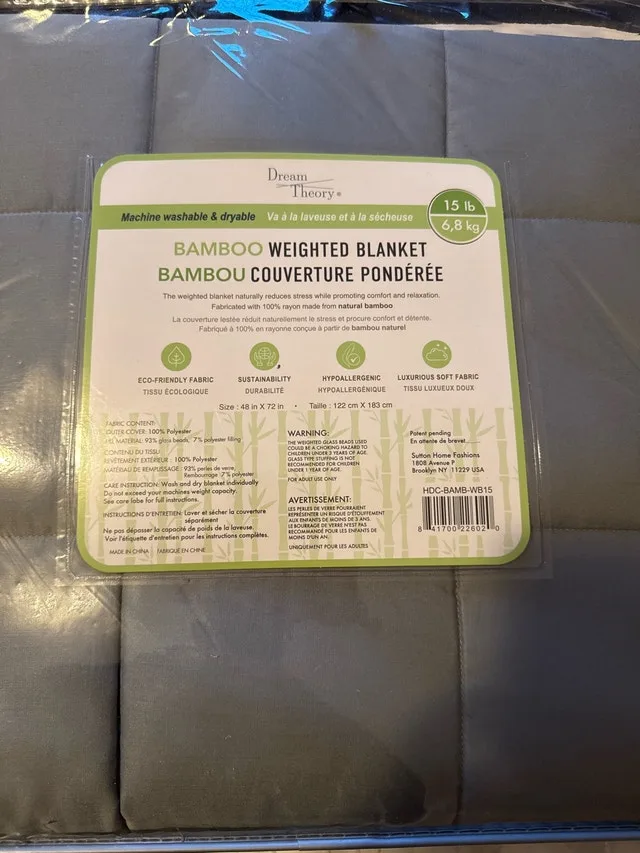 Dream
Theory®
15 lb
6,8 kg
Machine washable & dryable Va à la laveuse et à la sécheuse
BAMBOO WEIGHTED BLANKET
BAMBOU COUVERTURE PONDÉRÉE
The weighted blanket naturally reduces stress while promoting comfort and relaxation.
Fabricated with 100% rayon made from natural bamboo
La couverture lestée réduit naturellement le stress et procure confort et détente.
Fabriqué à 100% en rayonne conçue à partir de bambou naturel
ECO-FRIENDLY FABRIC
TISSU ÉCOLOGIQUE
SUSTAINABILITY
DURABILITÉ
HYPOALLERGENIC
HYPOALLERGÉNIQUE
LUXURIOUS SOFT FABRIC
TISSU LUXUEUX DOUX
Size : 48 in X 72 in • Taille : 122 cm X 183 cm
FABRIC CONTENT:
OUTER COVER: 100% Polyester
FILL MATERIAL: 93% glass beads, 7% polyester filling
CONTENU DU TISSU
REVÊTEMENT EXTÉRIEUR : 100% Polyester
MATÉRIAU DE REMPLISSAGE : 93% perles de verre,
Rembourrage : 7% polyester
CARE INSTRUCTION: Wash and dry blanket individually
Do not exceed your machines weight capacity.
See care labe for full instructions.
INSTRUCTIONS D'ENTRETIEN: Laver et sécher la couverture
séparément
Ne pas dépasser la capacité de poids de la laveuse.
Voir l'étiquette d'entretien pour les instructions complètes.
MADE IN CHINA FABRIQUÉ EN CHINE
WARNING:
THE WEIGHTED GLASS BEADS USED
COULD BE A CHOKING HAZARD TO
CHILDREN UNDER 3 YEARS OF AGE.
GLASS TYPE STUFFING IS NOT
RECOMMENDED FOR CHILDREN
UNDER 1 YEAR OF AGE.
FOR ADULT USE ONLY
AVERTISSEMENT:
LES PERLES DE VERRE POURRAIENT
REPRÉSENTER UN RISQUE D'ÉTOUFFEMENT
AUX ENFANTS DE MOINS DE 3 ANS.
LE BOURRAGE DE VERRE N'EST PAS
RECOMMANDÉ POUR LES ENFANTS DE
MOINS D'UN AN.
UNIQUEMENT POUR LES ADULTES
Patent pending
En attente de brevet
Sutton Home Fashions
1808 Avenue P
Brooklyn NY 11229 USA
HDC-BAMB-WB15
8 41700 22602 0